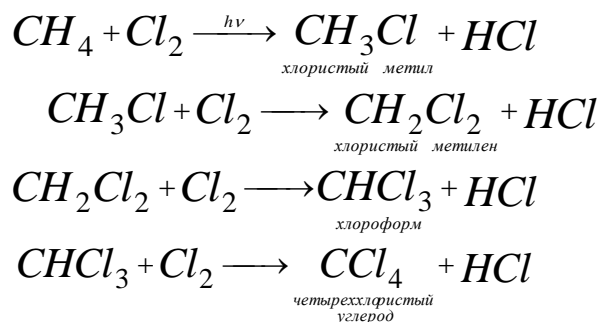 CH₄ + Cl₂ —hν→ CH₃Cl + HCl
хлористый метил
CH₃Cl + Cl₂ ⟶ CH₂Cl₂ + HCl
хлористый метилен
CH₂Cl₂ + Cl₂ ⟶ CHCl₃ + HCl
хлороформ
CHCl₃ + Cl₂ ⟶ CCl₄ + HCl
четыреххлористый
углерод